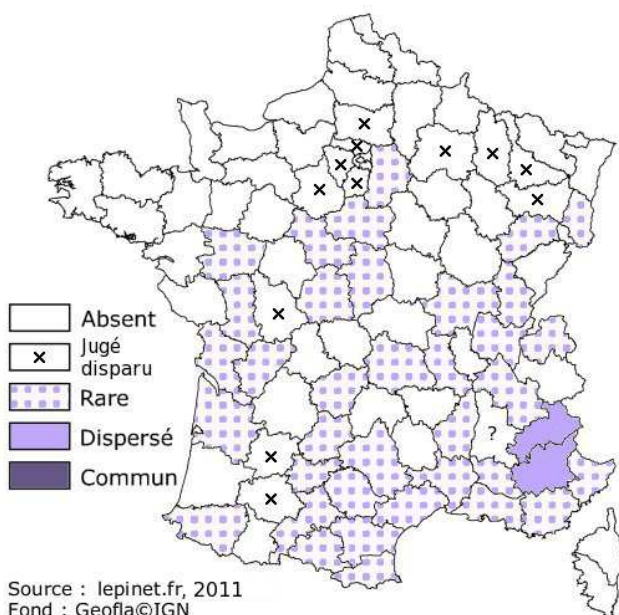 Absent
Jugé
disparu
Rare
Dispersé
Commun
?
Source : lepinet.fr, 2011
Fond : Geofla©IGN